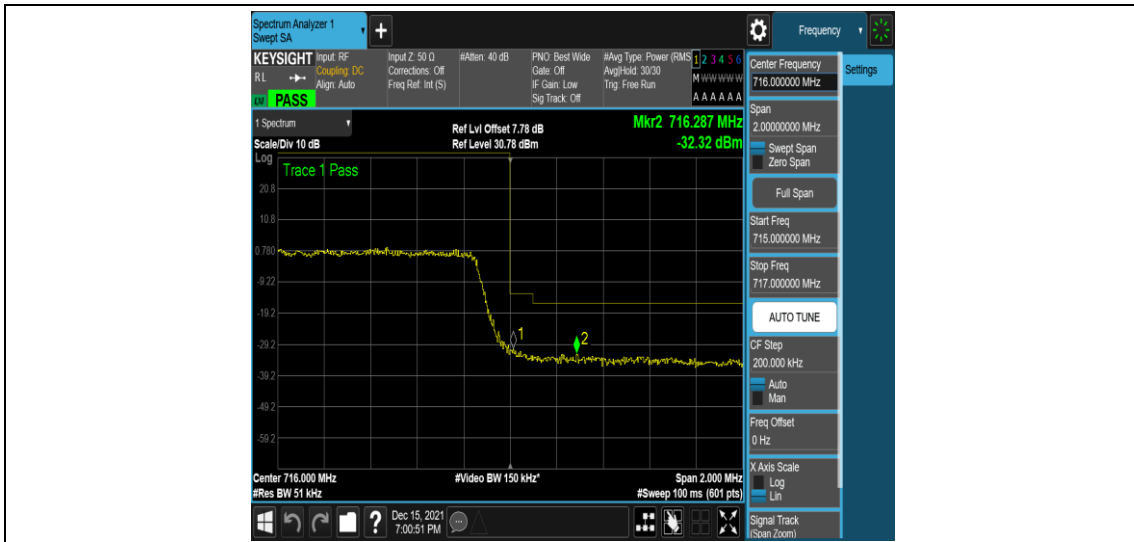 Spectrum Analyzer 1
Swept SA
+
Frequency
KEYSIGHT
RL
PASS
Input: RF
Coupling: DC
Align: Auto
Input Z: 50 Ω
Corrections: Off
Freq Ref: Int (S)
#Atten: 40 dB
PNO: Best Wide
Gate: Off
IF Gain: Low
Sig Track: Off
#Avg Type: Power (RMS
Avg|Hold: 30/30
Trig: Free Run
1 2 3 4 5 6
M W W W W W
A A A A A A
1 Spectrum
Scale/Div 10 dB
Ref Lvl Offset 7.78 dB
Ref Level 30.78 dBm
Mkr2 716.287 MHz
-32.32 dBm
Log
Trace 1 Pass
20.8
10.8
0.780
-9.22
-19.2
-29.2
-39.2
-49.2
-59.2
1
2
Center 716.000 MHz
#Res BW 51 kHz
#Video BW 150 kHz*
Span 2.000 MHz
#Sweep 100 ms (601 pts)
Center Frequency
716.000000 MHz
Settings
Span
2.00000000 MHz
Swept Span
Zero Span
Full Span
Start Freq
715.000000 MHz
Stop Freq
717.000000 MHz
AUTO TUNE
CF Step
200.000 kHz
Auto
Man
Freq Offset
0 Hz
X Axis Scale
Log
Lin
Signal Track
(Span Zoom)
?
Dec 15, 2021
7:00:51 PM